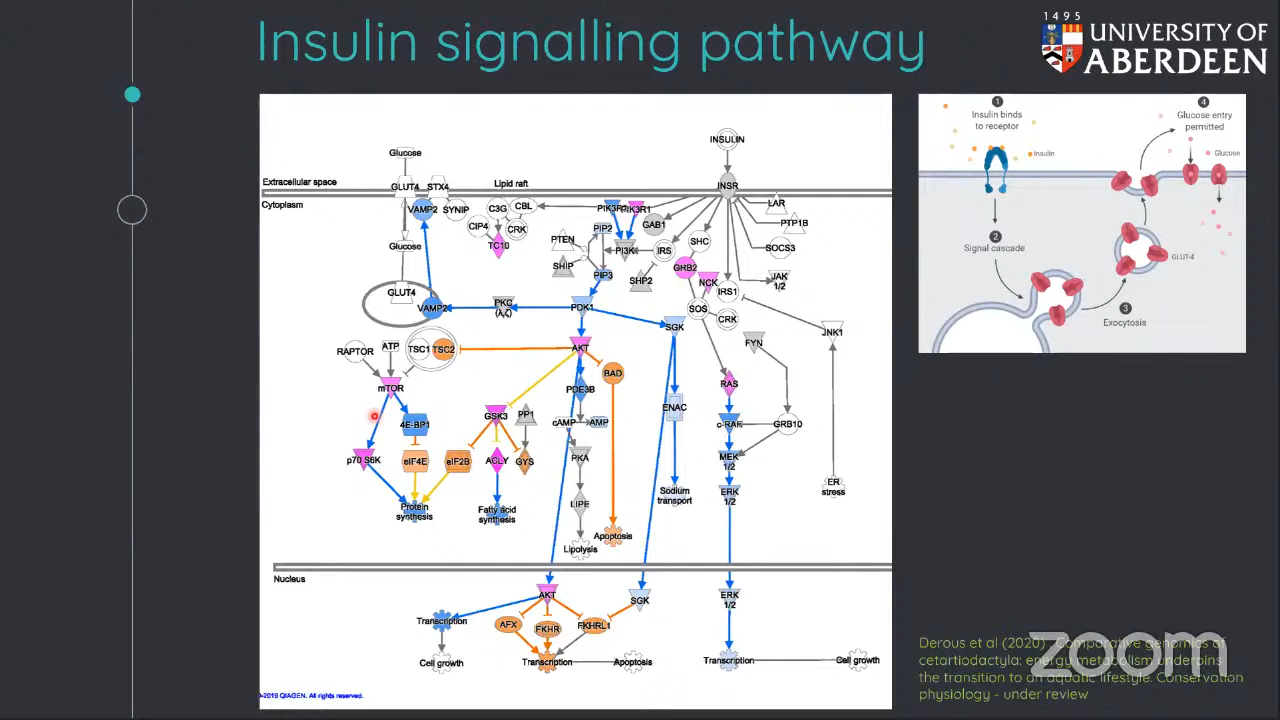 Insulin signalling pathway
1495
UNIVERSITY OF
ABERDEEN
Glucose
INSULIN
Extracellular space
GLUT4
STX4
Lipid raft
INSR
Cytoplasm
VAMP2
SYNIP
C3G
CBL
PIK3R1
LAR
CIP4
CRK
TC10
PIP2
GAB1
PTP1B
PTEN
PI3K
IRS
SHC
SOCS3
Glucose
SHIP
PIP3
SHP2
GRB2
NCK
JAK
1/2
GLUT4
IRS1
VAMP2
PKC
(λ,ζ)
PDK1
SOS
CRK
SGK
JNK1
RAPTOR
ATP
TSC1
TSC2
AKT
FYN
mTOR
BAD
PDE3B
RAS
4E-BP1
GSK3
PP1
cAMP
AMP
ENAC
c-RAF
GRB10
p70 S6K
eIF4E
eIF2B
ACLY
GYS
PKA
MEK
1/2
Protein
synthesis
Fatty acid
synthesis
LIPE
Sodium
transport
ERK
1/2
ER
stress
Lipolysis
Apoptosis
Nucleus
AKT
SGK
ERK
1/2
Transcription
AFX
FKHR
FKHRL1
Cell growth
Transcription
Apoptosis
Transcription
Cell growth
-2019 QIAGEN. All rights reserved.
1
Insulin binds
to receptor
Insulin
4
Glucose entry
permitted
Glucose
2
Signal cascade
GLUT-4
3
Exocytosis
Derous et al (2020) Comparative genomics of
cetartiodactyla: energy metabolism underpins
the transition to an aquatic lifestyle. Conservation
physiology - under review
zoom